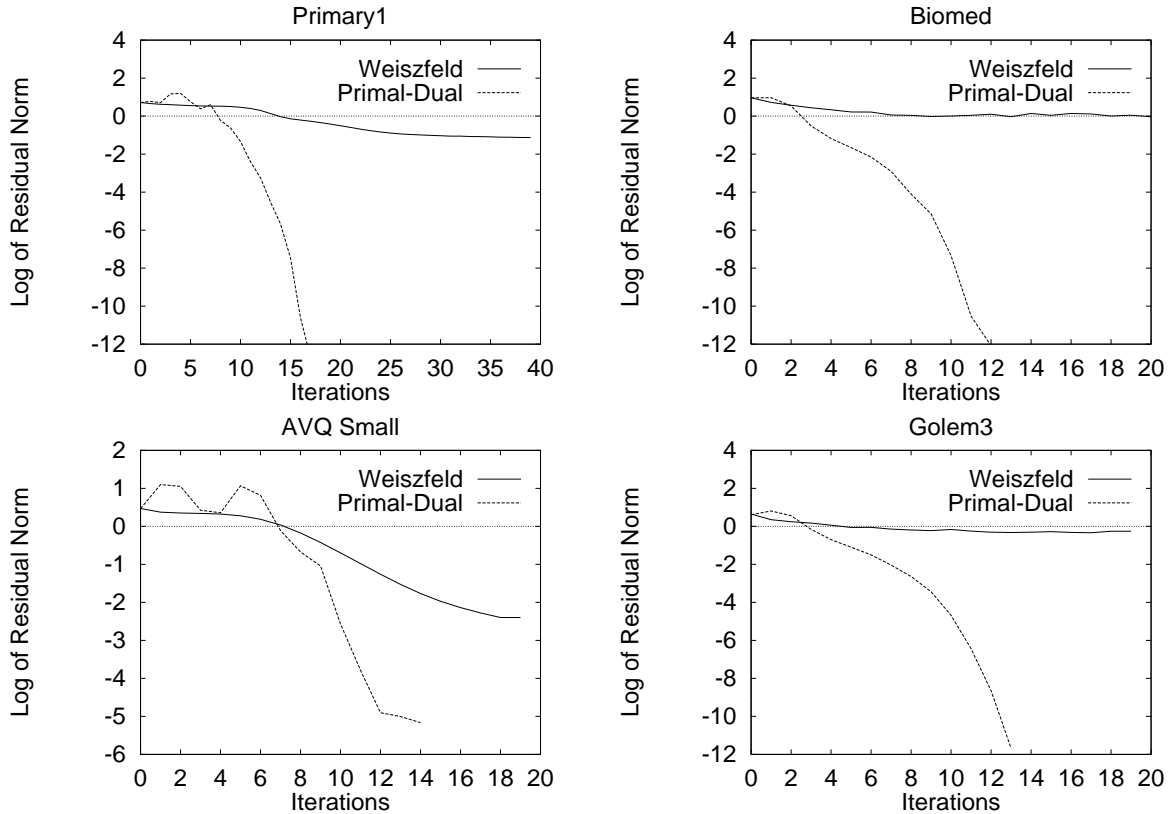 Primary1
Log of Residual Norm
4
2
0
-2
-4
-6
-8
-10
-12
Weiszfeld
Primal-Dual
0 5 10 15 20 25 30 35 40
Iterations
Biomed
Log of Residual Norm
4
2
0
-2
-4
-6
-8
-10
-12
Weiszfeld
Primal-Dual
0 2 4 6 8 10 12 14 16 18 20
Iterations
AVQ Small
Log of Residual Norm
2
1
0
-1
-2
-3
-4
-5
-6
Weiszfeld
Primal-Dual
0 2 4 6 8 10 12 14 16 18 20
Iterations
Golem3
Log of Residual Norm
4
2
0
-2
-4
-6
-8
-10
-12
Weiszfeld
Primal-Dual
0 2 4 6 8 10 12 14 16 18 20
Iterations